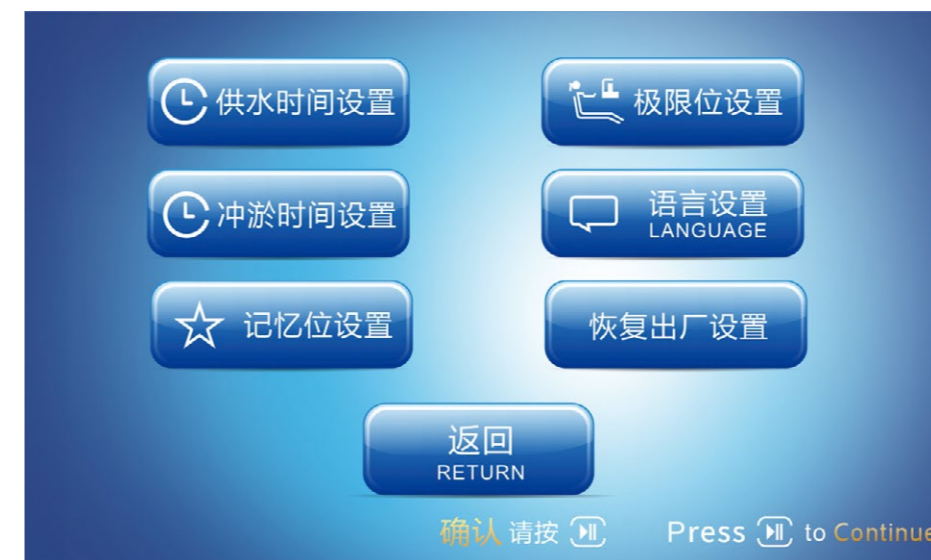 供水时间设置
极限位设置
冲淤时间设置
语言设置
LANGUAGE
记忆位设置
恢复出厂设置
返回
RETURN
确认 请按
Press to Continue